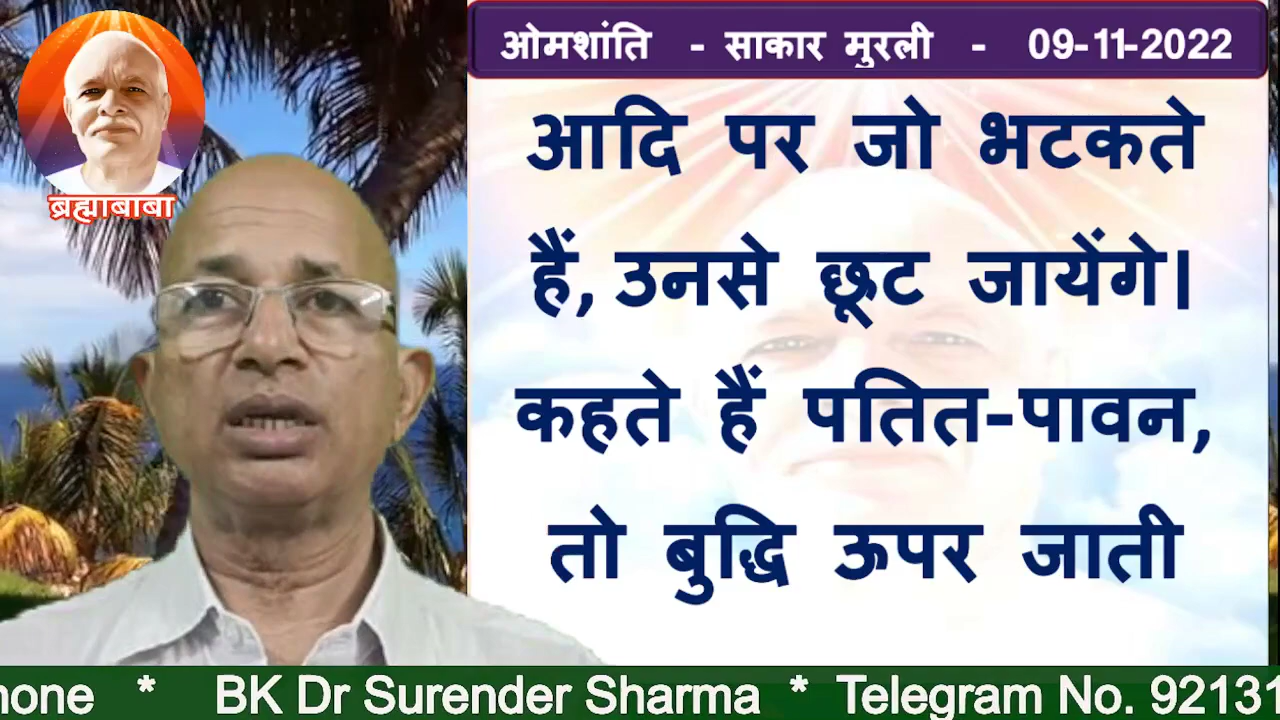 ओमशांति - साकार मुरली - 09-11-2022
ब्रह्माबाबा
आदि पर जो भटकते
हैं, उनसे छूट जायेंगे।
कहते हैं पतित-पावन,
तो बुद्धि ऊपर जाती
hone * BK Dr Surender Sharma * Telegram No. 92131